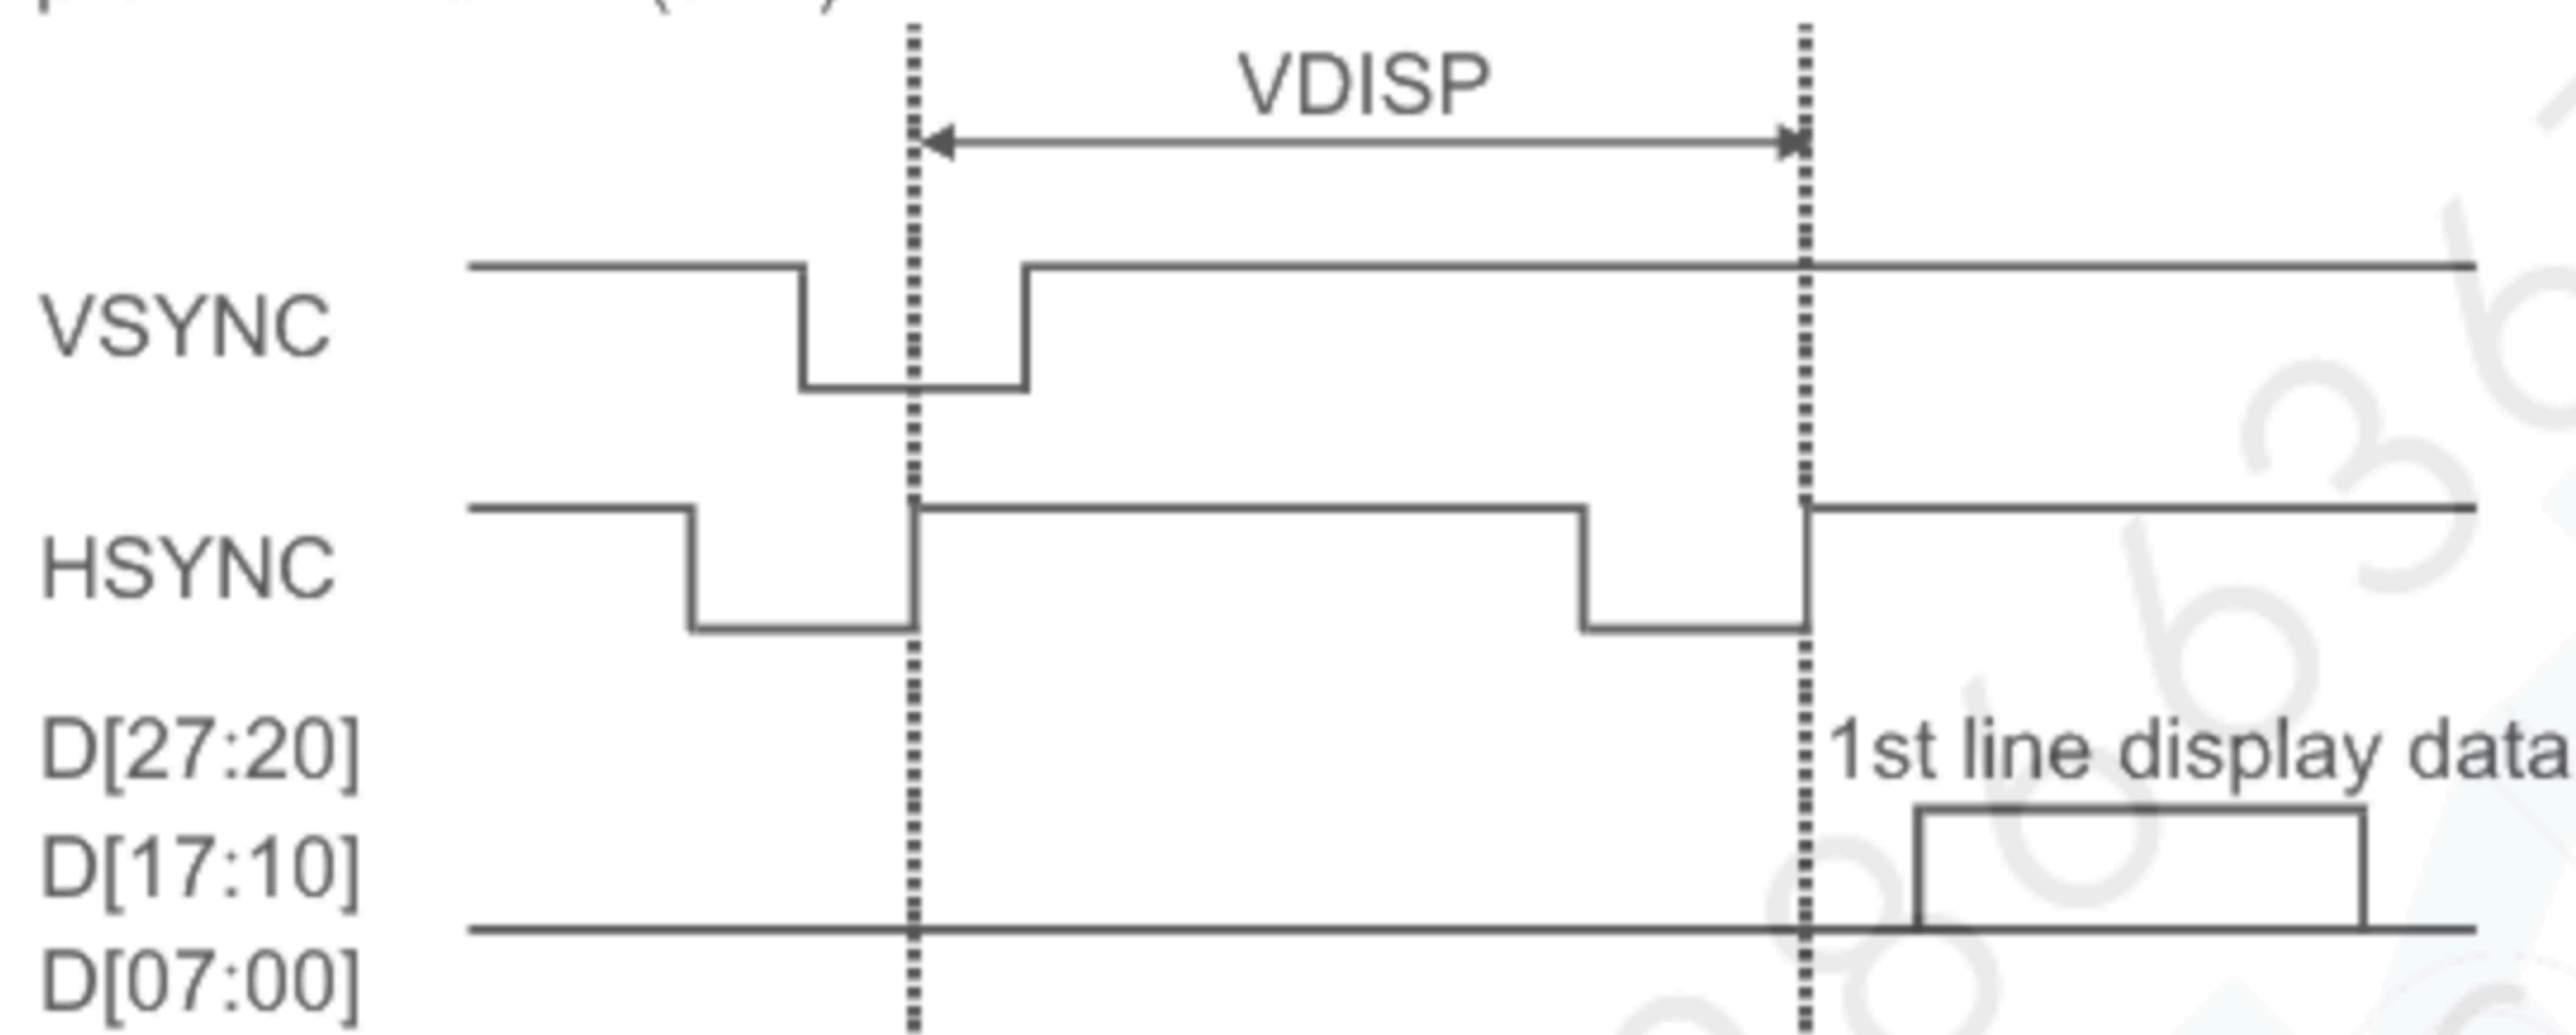 VDISP
VSYNC
HSYNC
D[27:20]
1st line display data
D[17:10]
D[07:00]